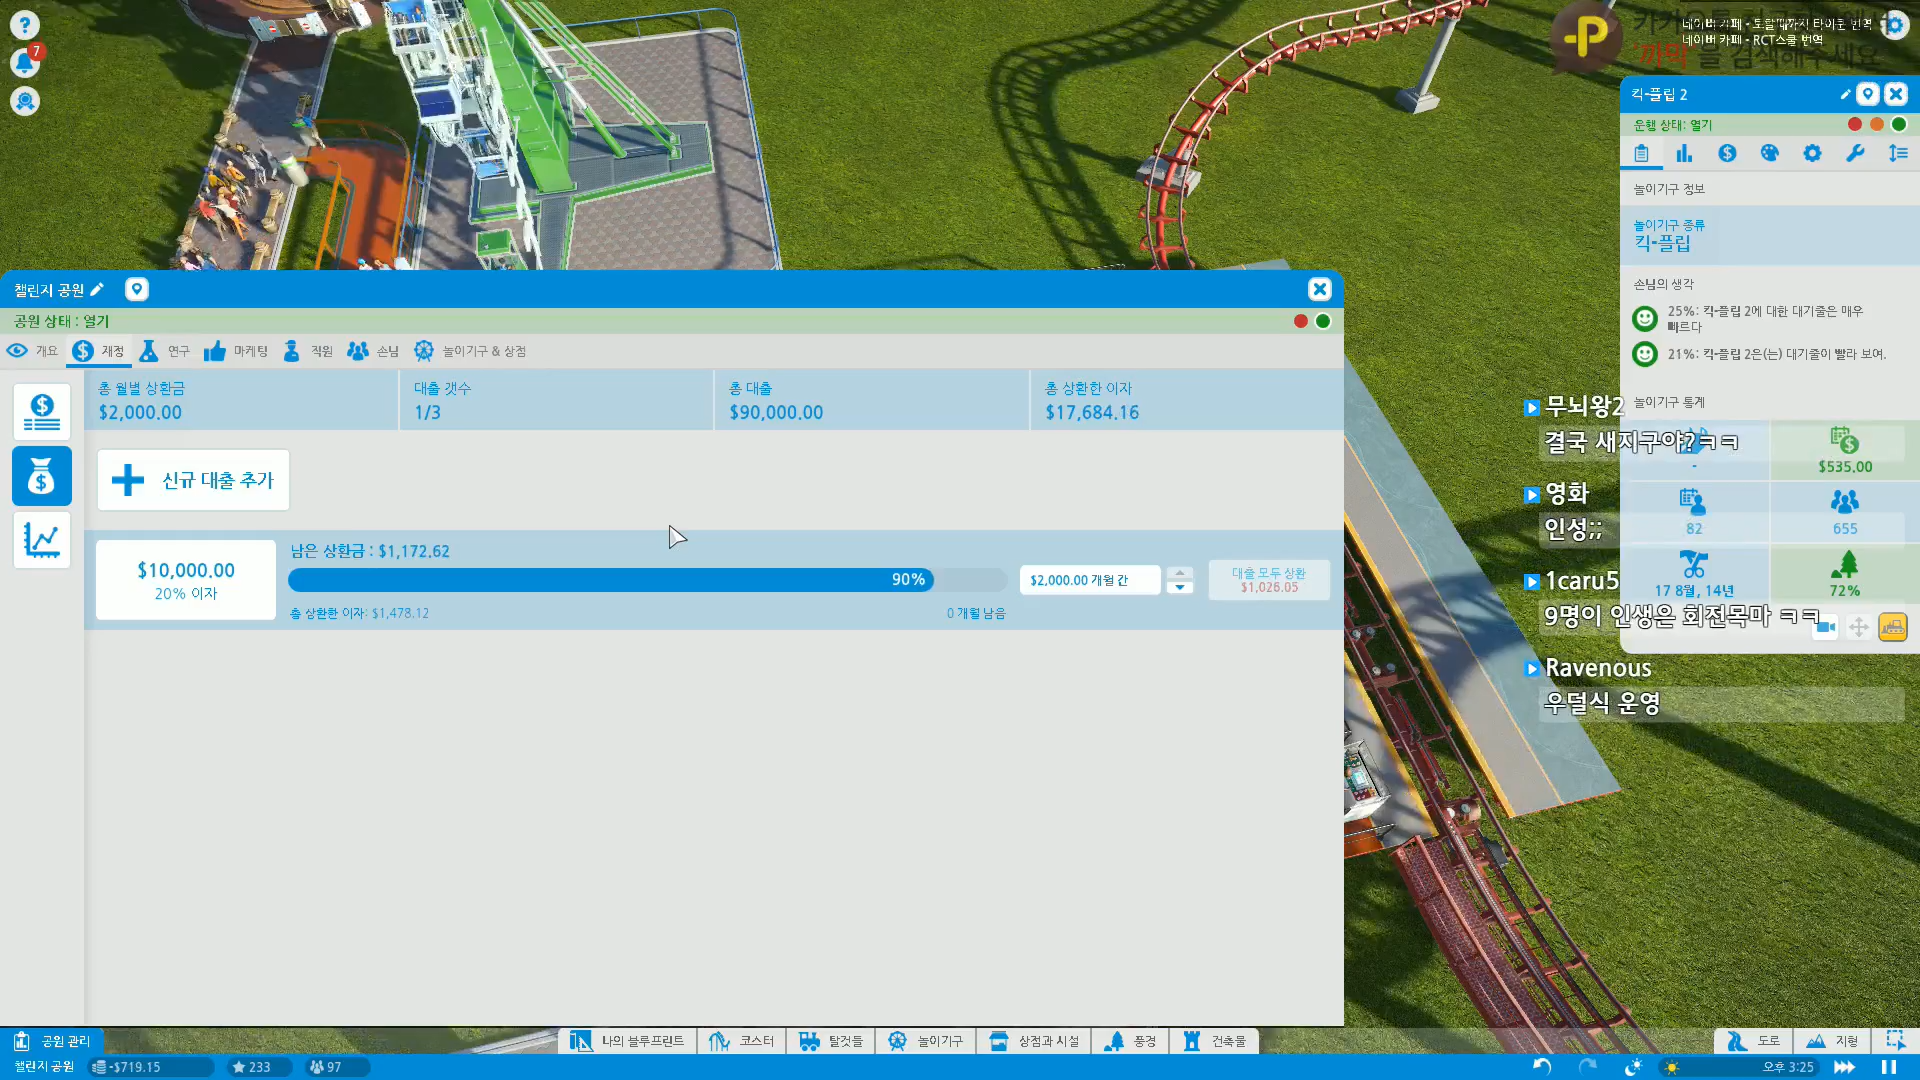 7
네이버 카페 - RCT스쿨 번역
킥-플립 2
운행 상태: 열기
놀이기구 정보
놀이기구 종류
킥-플립
손님의 생각
25%: 킥-플립 2에 대한 대기줄은 매우
빠르다
21%: 킥-플립 2은(는) 대기줄이 빨라 보여.
놀이기구 통계
-
$535.00
82
655
17 8월, 14년
72%
챌린지 공원
공원 상태 : 열기
개요
재정
연구
마케팅
직원
손님
놀이기구 & 상점
총 월별 상환금
$2,000.00
대출 갯수
1/3
총 대출
$90,000.00
총 상환한 이자
$17,684.16
신규 대출 추가
$10,000.00
20% 이자
남은 상환금 : $1,172.62
90%
총 상환한 이자: $1,478.12
0 개월 남음
$2,000.00 개월 간
대출 모두 상환
$1,026.05
무뇌왕2
결국 새지구야?ㅋㅋ
영화
인성;;
1caru5
9명이 인생은 회전목마 ㅋㅋ
Ravenous
우덜식 운영
공원 관리
나의 블루프린트
코스터
탈것들
놀이기구
상점과 시설
풍경
건축물
도로
지형
챌린지 공원
-$719.15
233
97
오후 3:25